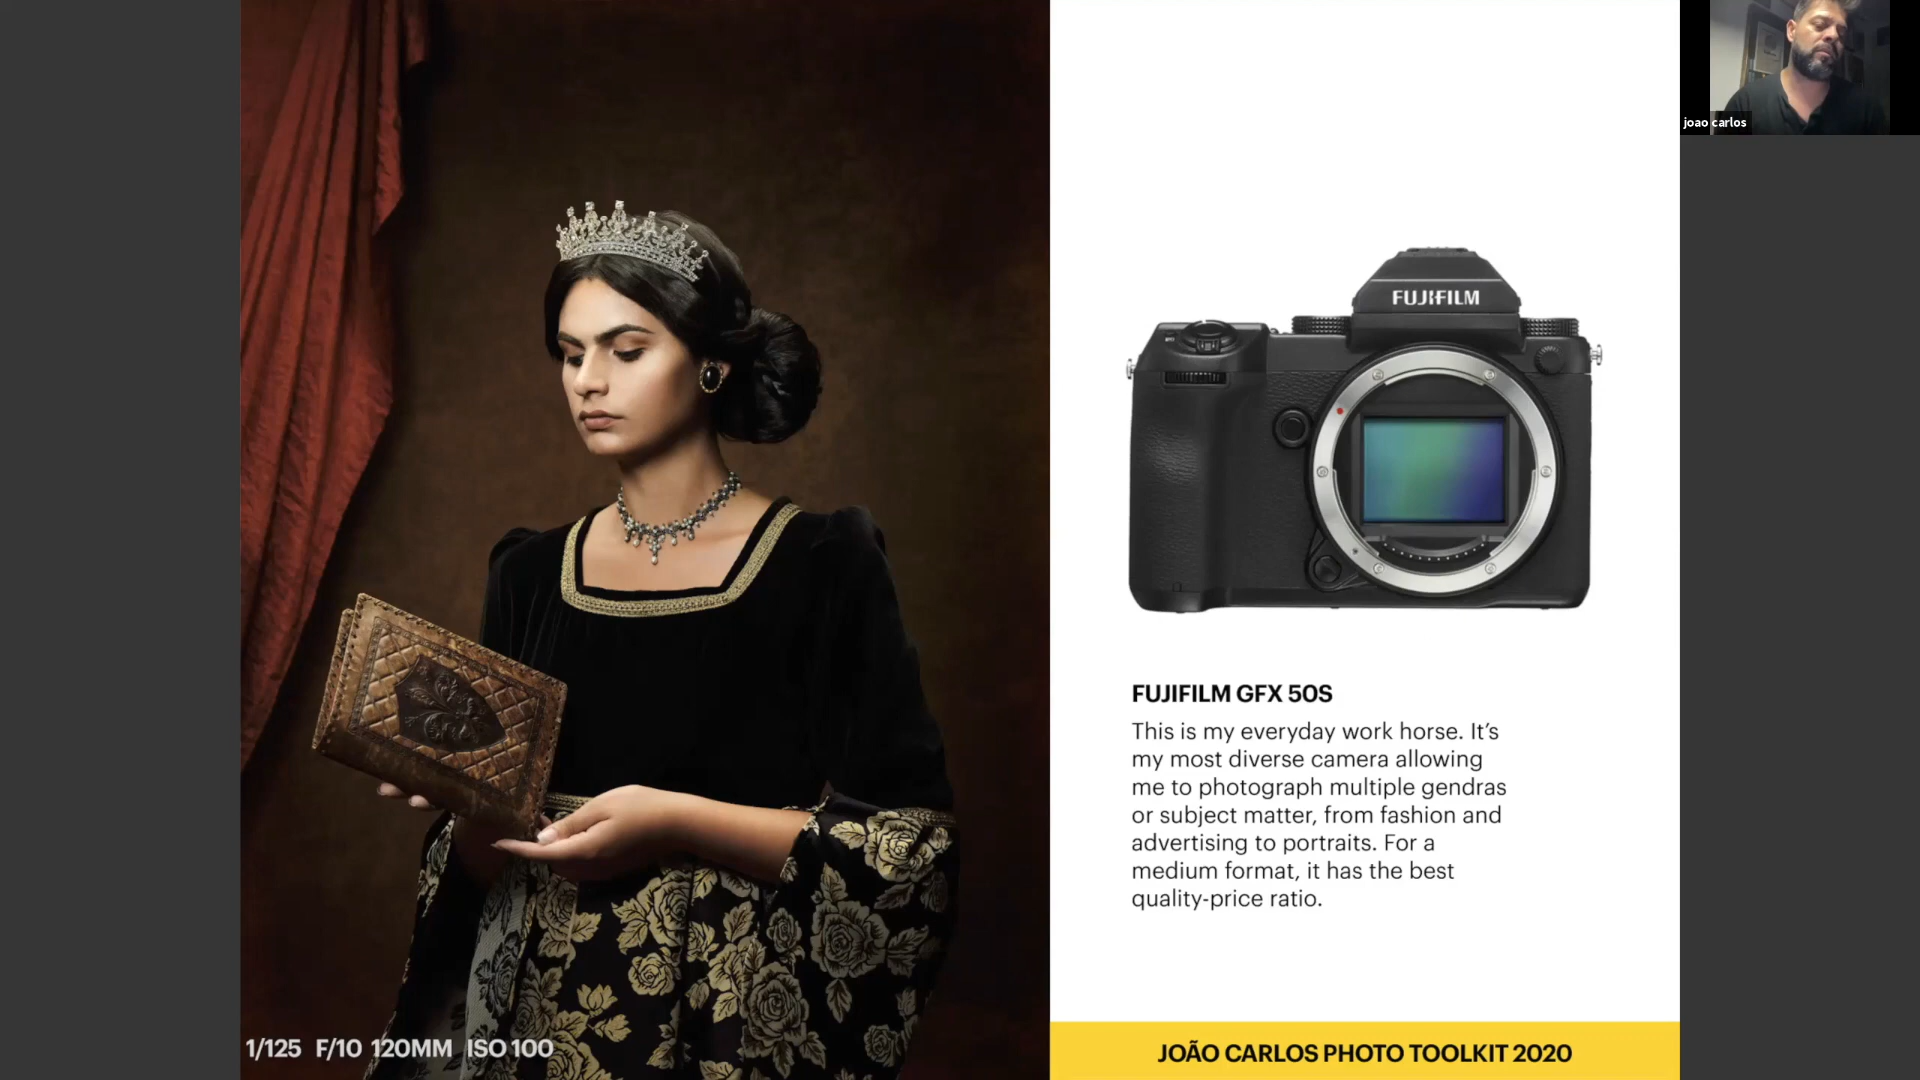 joao carlos
FUJIFILM
FUJIFILM GFX 50S
This is my everyday work horse. It’s
my most diverse camera allowing
me to photograph multiple gendras
or subject matter, from fashion and
advertising to portraits. For a
medium format, it has the best
quality-price ratio.
1/125 F/10 120MM ISO 100
JOÃO CARLOS PHOTO TOOLKIT 2020